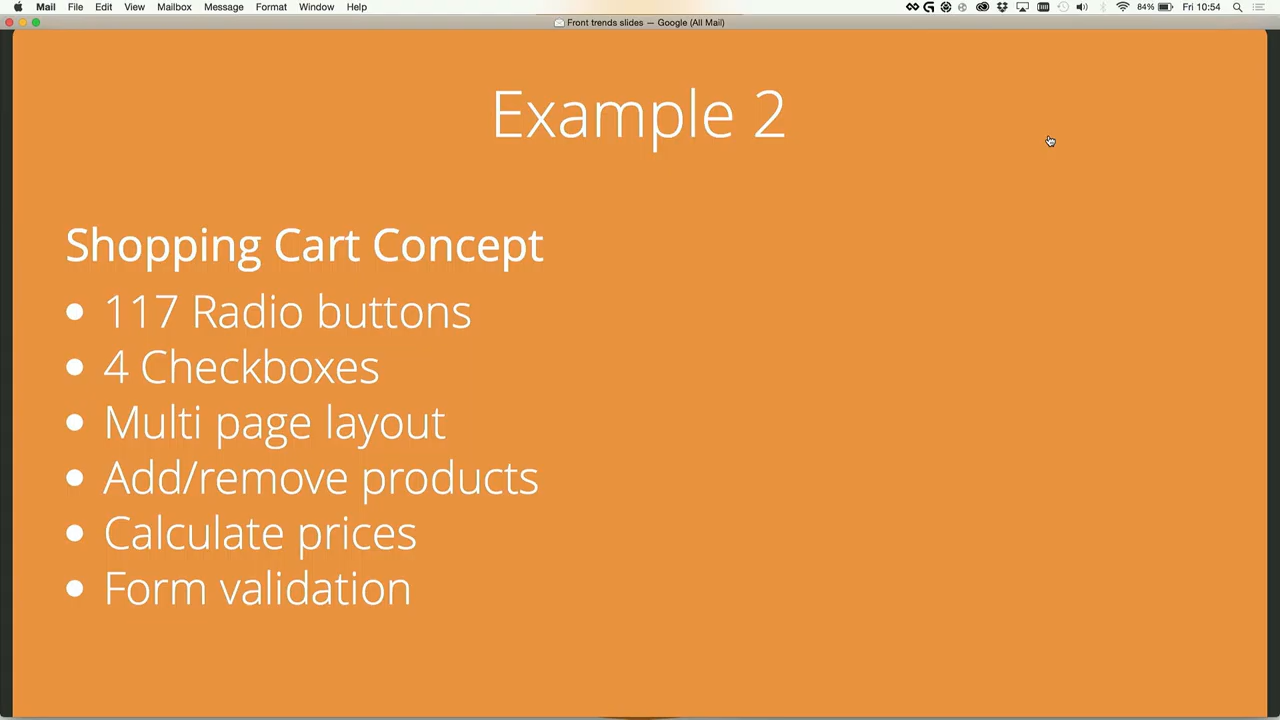 Mail File Edit View Mailbox Message Format Window Help 84% Fri 10:54
Front trends slides — Google (All Mail)
Example 2
Shopping Cart Concept
• 117 Radio buttons
• 4 Checkboxes
• Multi page layout
• Add/remove products
• Calculate prices
• Form validation